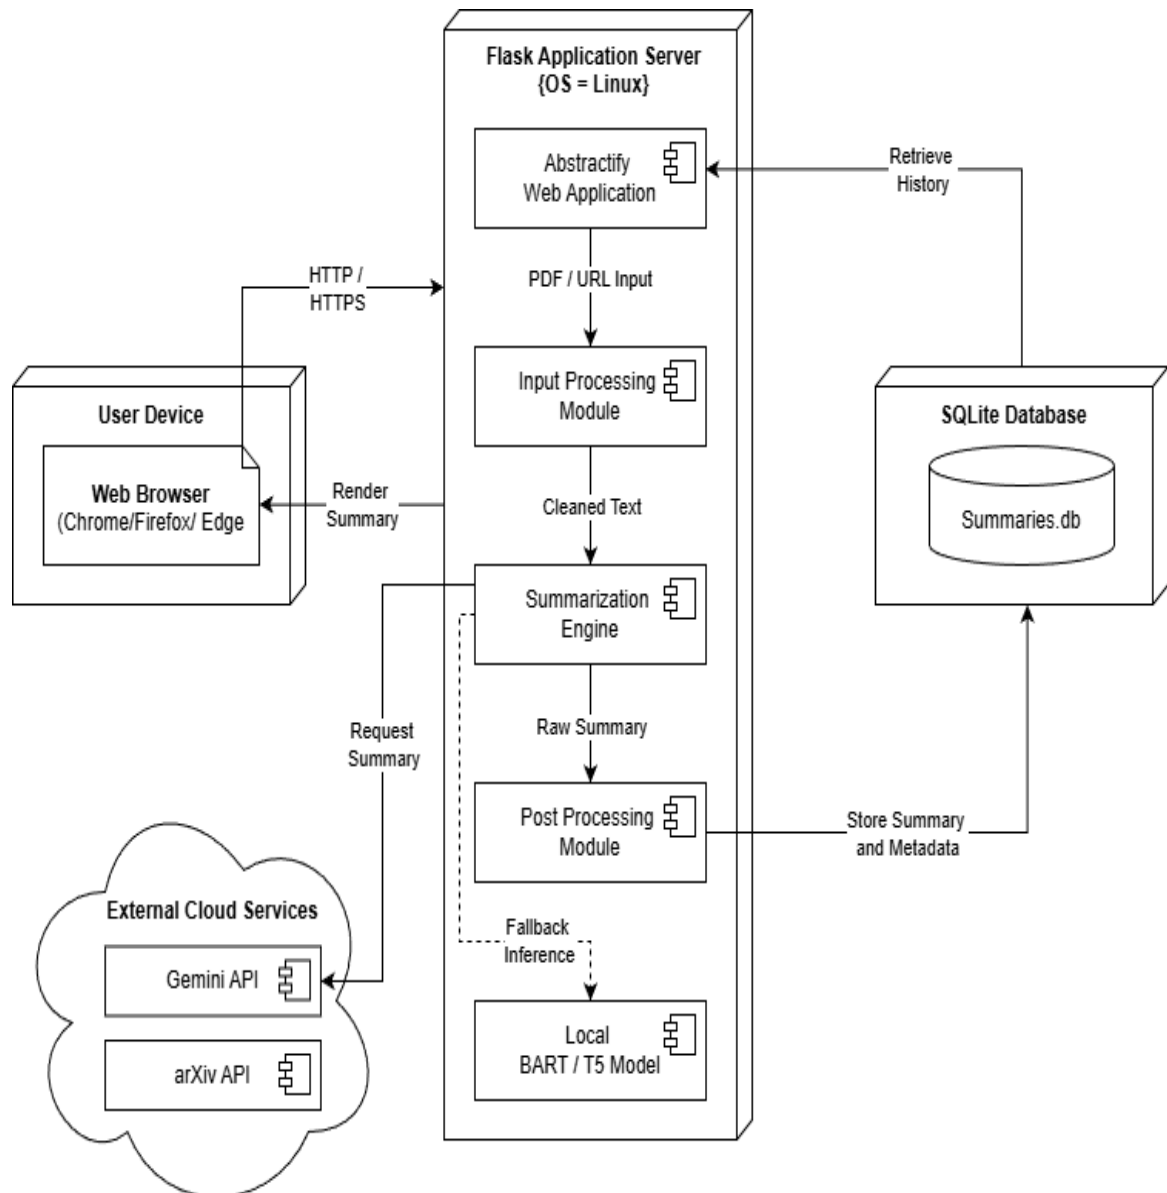 Flask Application Server
{OS = Linux}
Abstractify
Web Application
Retrieve
History
HTTP /
HTTPS
PDF / URL Input
Input Processing
Module
User Device
Web Browser
(Chrome/Firefox/ Edge
Render
Summary
SQLite Database
Summaries.db
Cleaned Text
Summarization
Engine
Request
Summary
Raw Summary
Post Processing
Module
Store Summary
and Metadata
External Cloud Services
Gemini API
arXiv API
Fallback
Inference
Local
BART / T5 Model